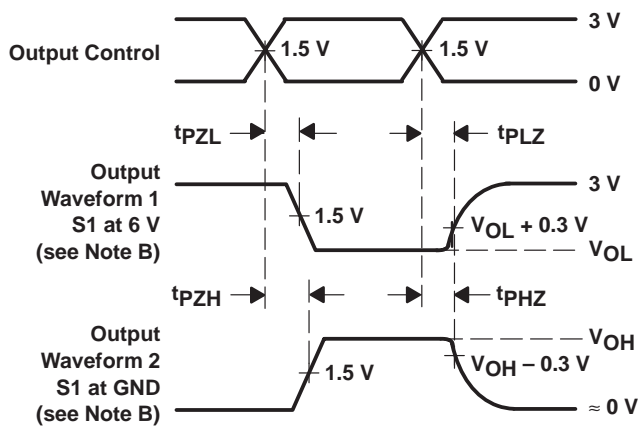 3 V
Output Control
1.5 V
1.5 V
0 V
tPZL
tPLZ
Output
Waveform 1
S1 at 6 V
(see Note B)
3 V
1.5 V
VOL + 0.3 V
VOL
tPZH
tPHZ
Output
Waveform 2
S1 at GND
(see Note B)
VOH
1.5 V
VOH – 0.3 V
≈ 0 V